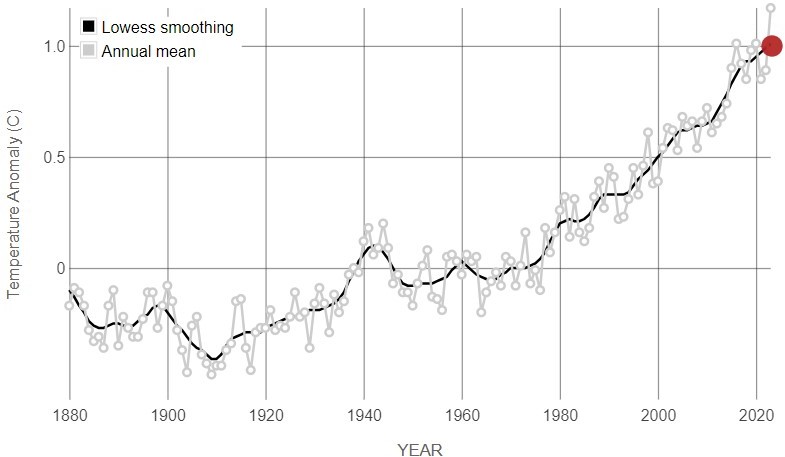 Lowess smoothing
Annual mean
1.0
0.5
0
Temperature Anomaly (C)
1880 1900 1920 1940 1960 1980 2000 2020
YEAR